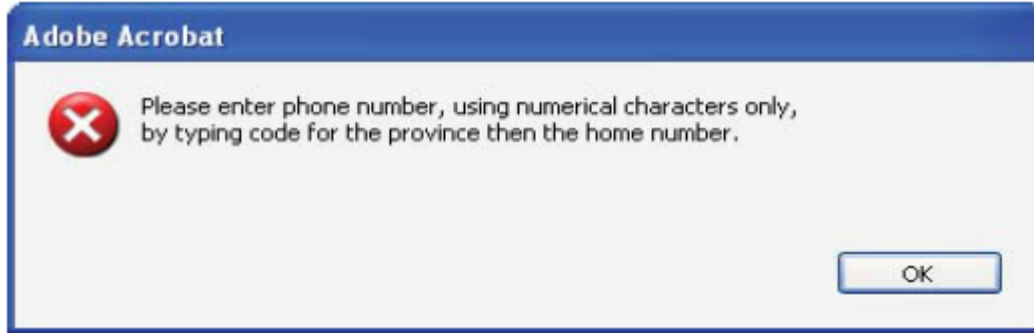 Adobe Acrobat
Please enter phone number, using numerical characters only,
by typing code for the province then the home number.
OK